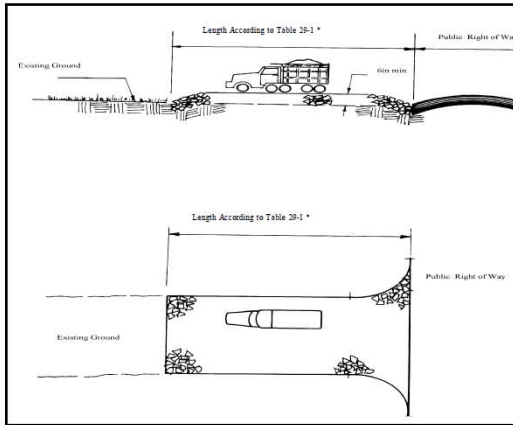 Length According to Table 29-1 *
Public Right of Wa
Existing Ground
6in min.
Length According to Table 29-1 *
Public Right of Way
Existing Ground